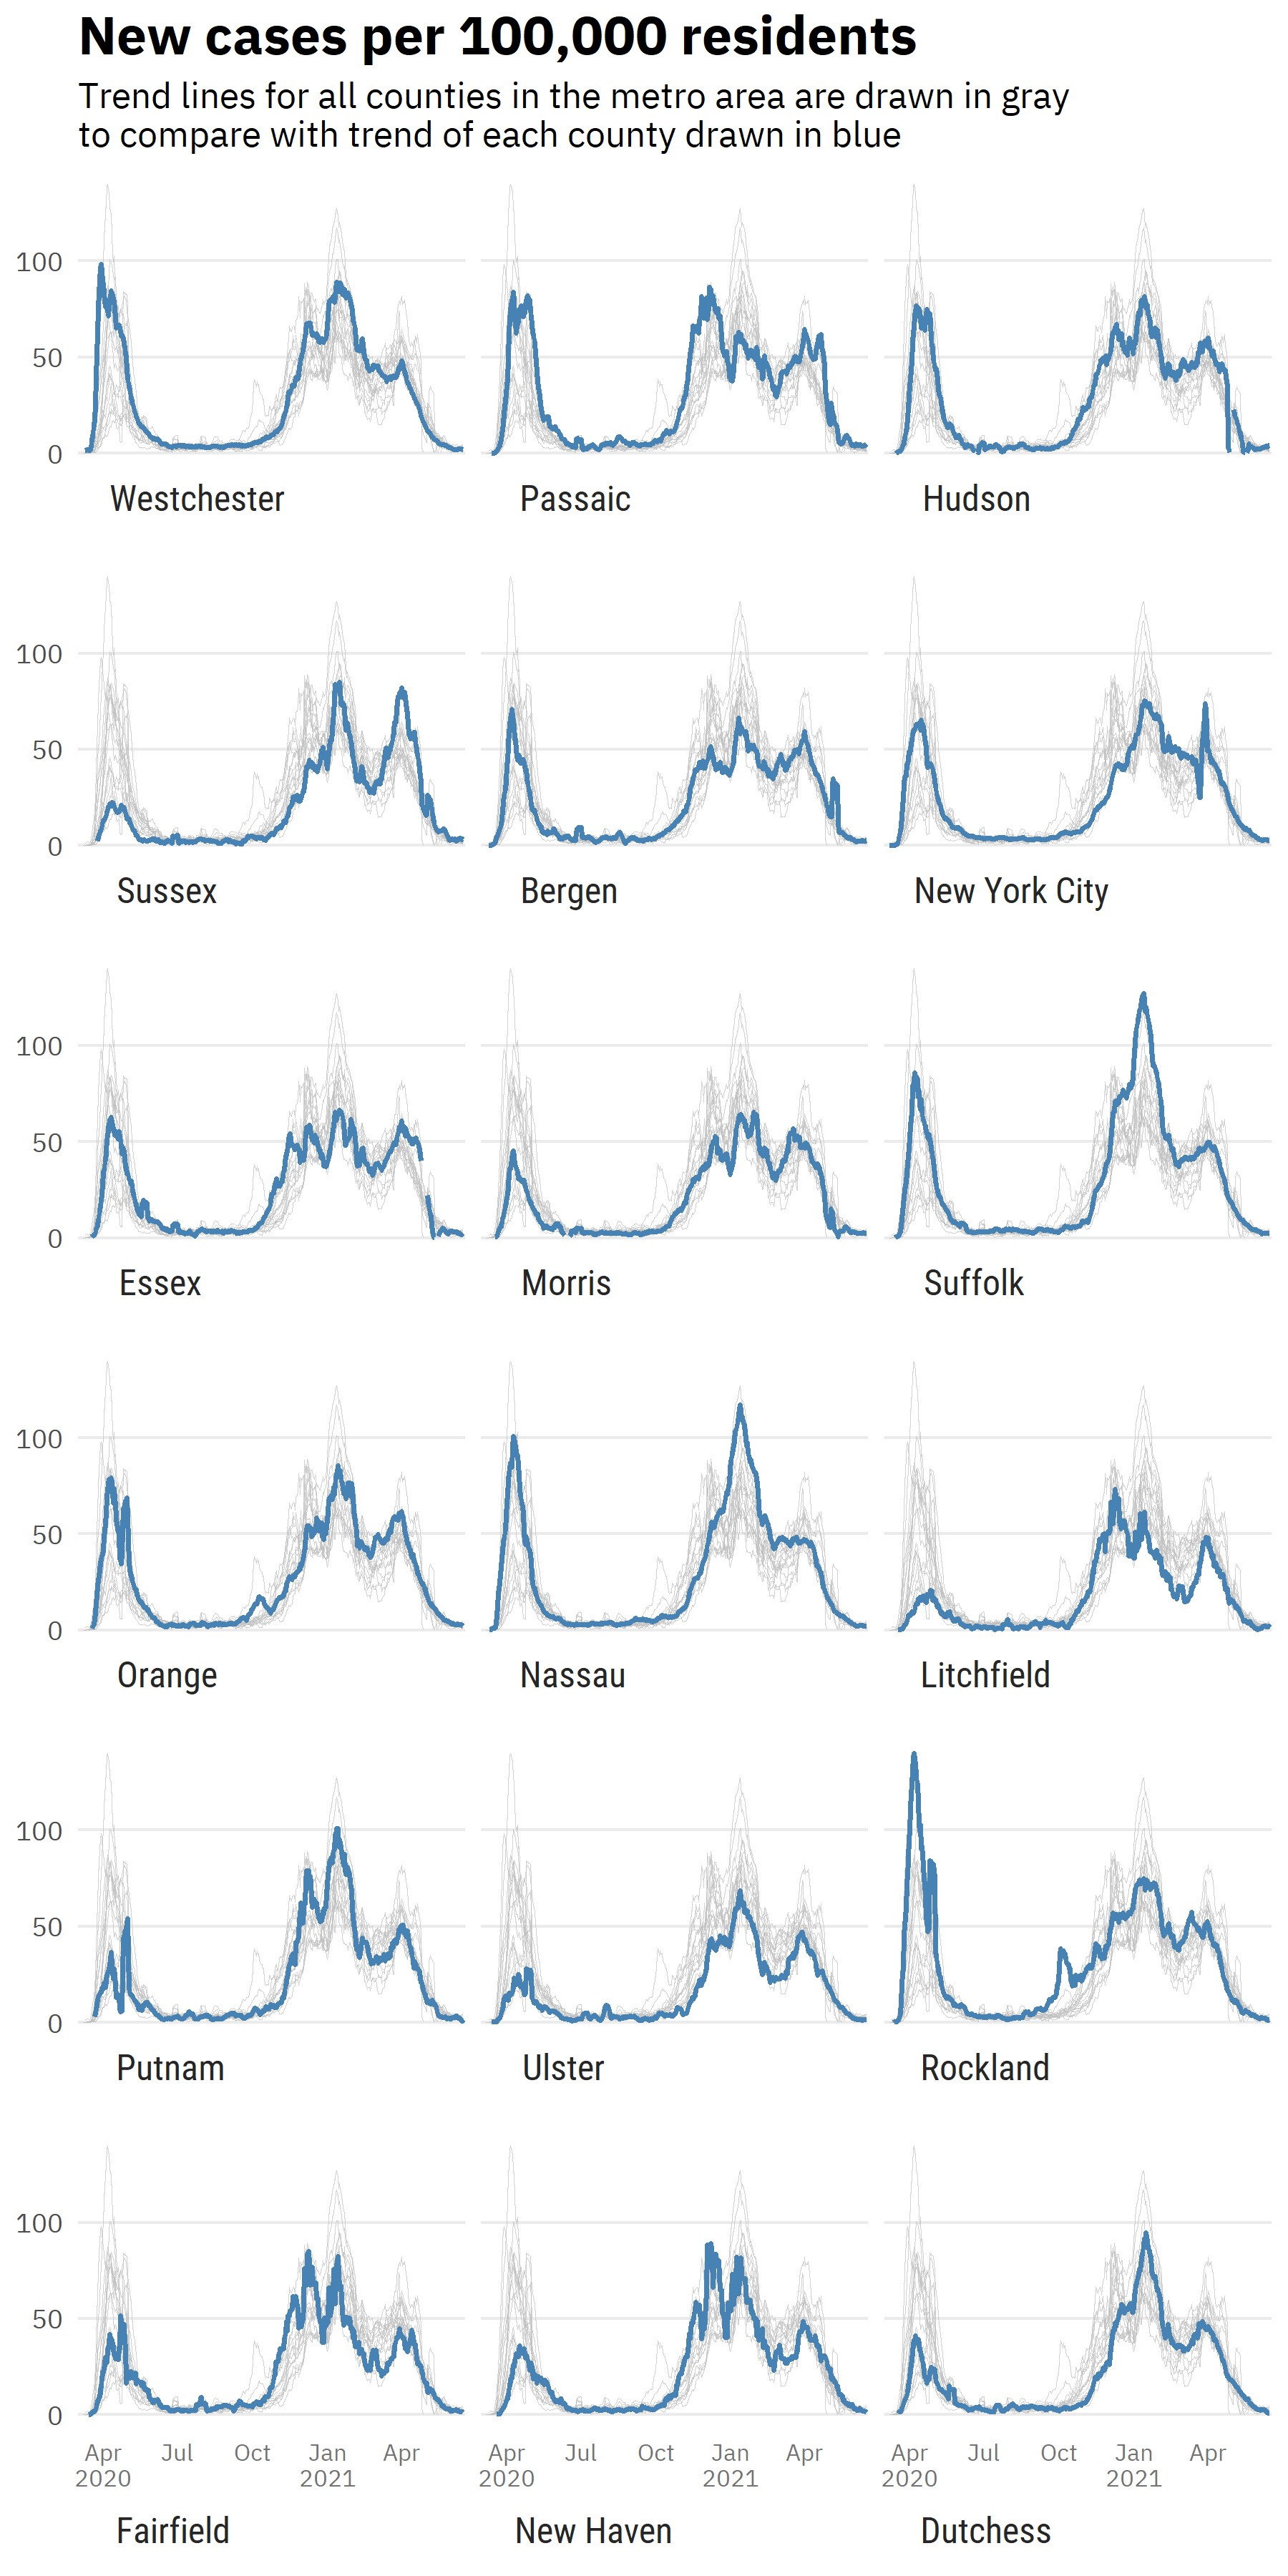 New cases per 100,000 residents
Trend lines for all counties in the metro area are drawn in gray
to compare with trend of each county drawn in blue
100
50
0
Westchester Passaic Hudson
100
50
0
Sussex Bergen New York City
100
50
0
Essex Morris Suffolk
100
50
0
Orange Nassau Litchfield
100
50
0
Putnam Ulster Rockland
100
50
0
Apr Jul Oct Jan Apr Apr Jul Oct Jan Apr Apr Jul Oct Jan Apr
2020 2021 2020 2021 2020 2021
Fairfield New Haven Dutchess